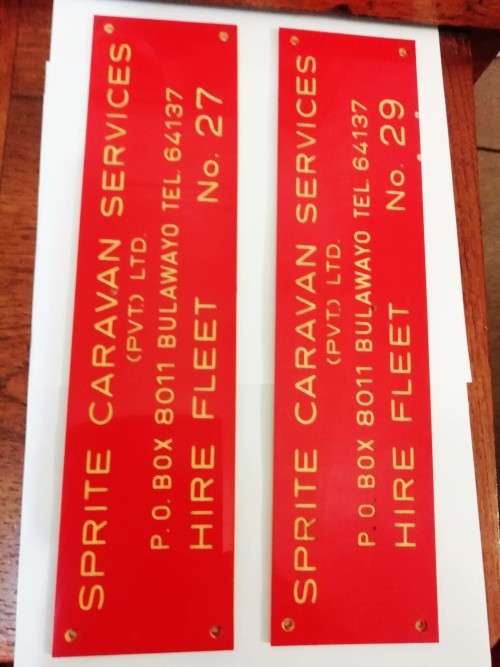 SPRITE CARAVAN SERVICES
(PVT.) LTD.
P.O. BOX 8011 BULAWAYO TEL. 64137
HIRE FLEET No. 27
SPRITE CARAVAN SERVICES
(PVT.) LTD.
P.O. BOX 8011 BULAWAYO TEL 64137
HIRE FLEET No. 29